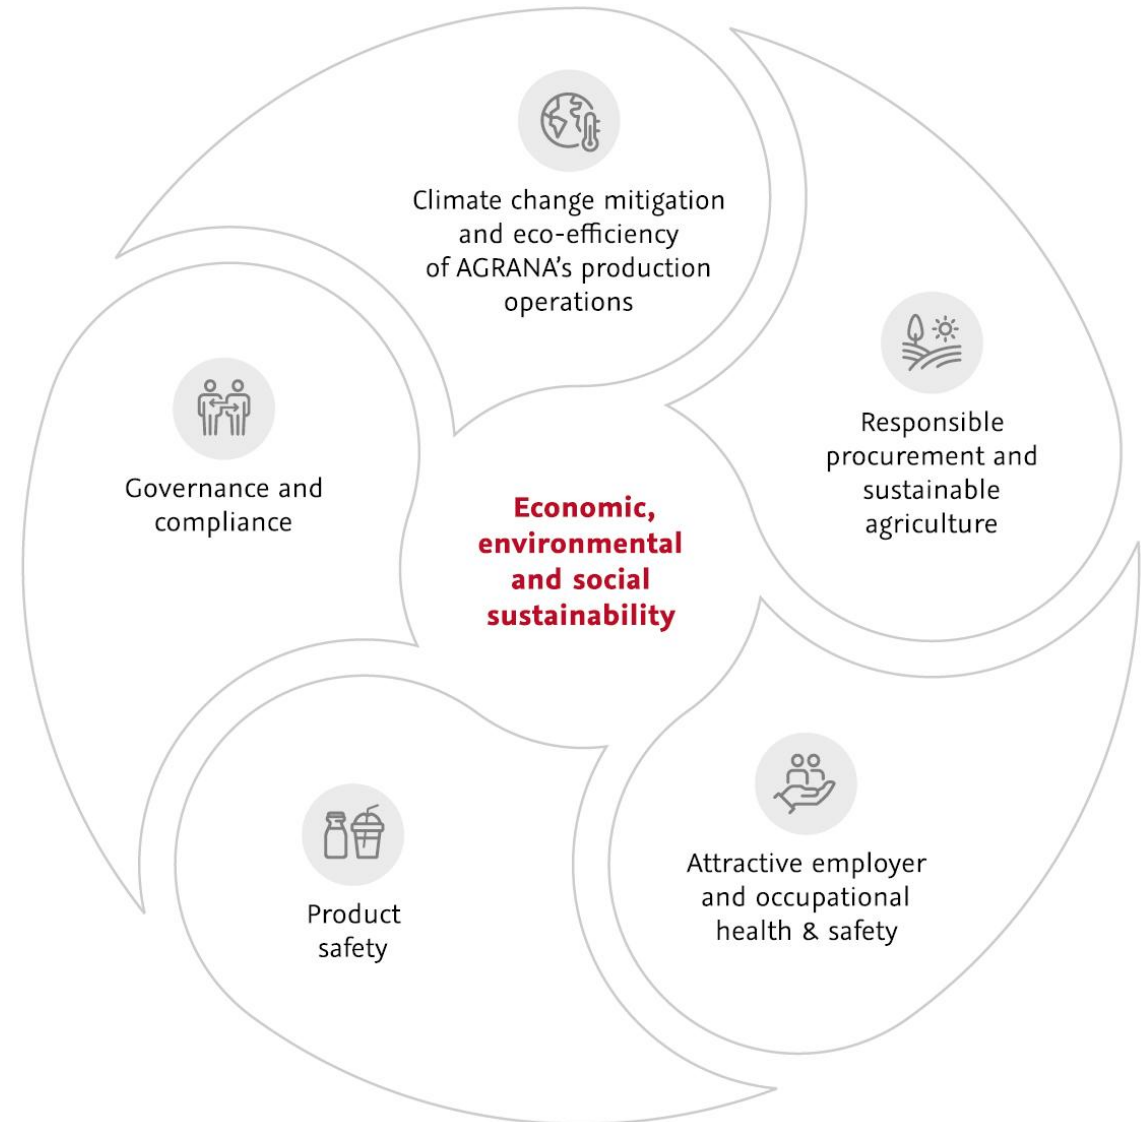 Climate change mitigation
and eco-efficiency
of AGRANA's production
operations
Responsible
procurement and
sustainable
agriculture
Governance and
compliance
Economic,
environmental
and social
sustainability
Attractive employer
and occupational
health & safety
Product
safety